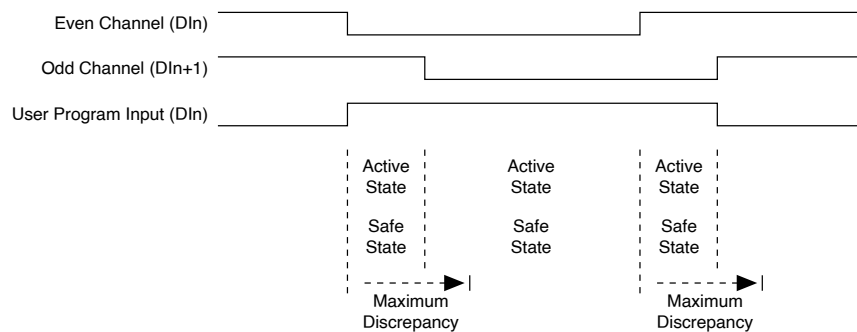 Even Channel (DIn)
Odd Channel (DIn+1)
User Program Input (DIn)
Active
State
Active
State
Active
State
Safe
State
Safe
State
Safe
State
Maximum
Discrepancy
Maximum
Discrepancy